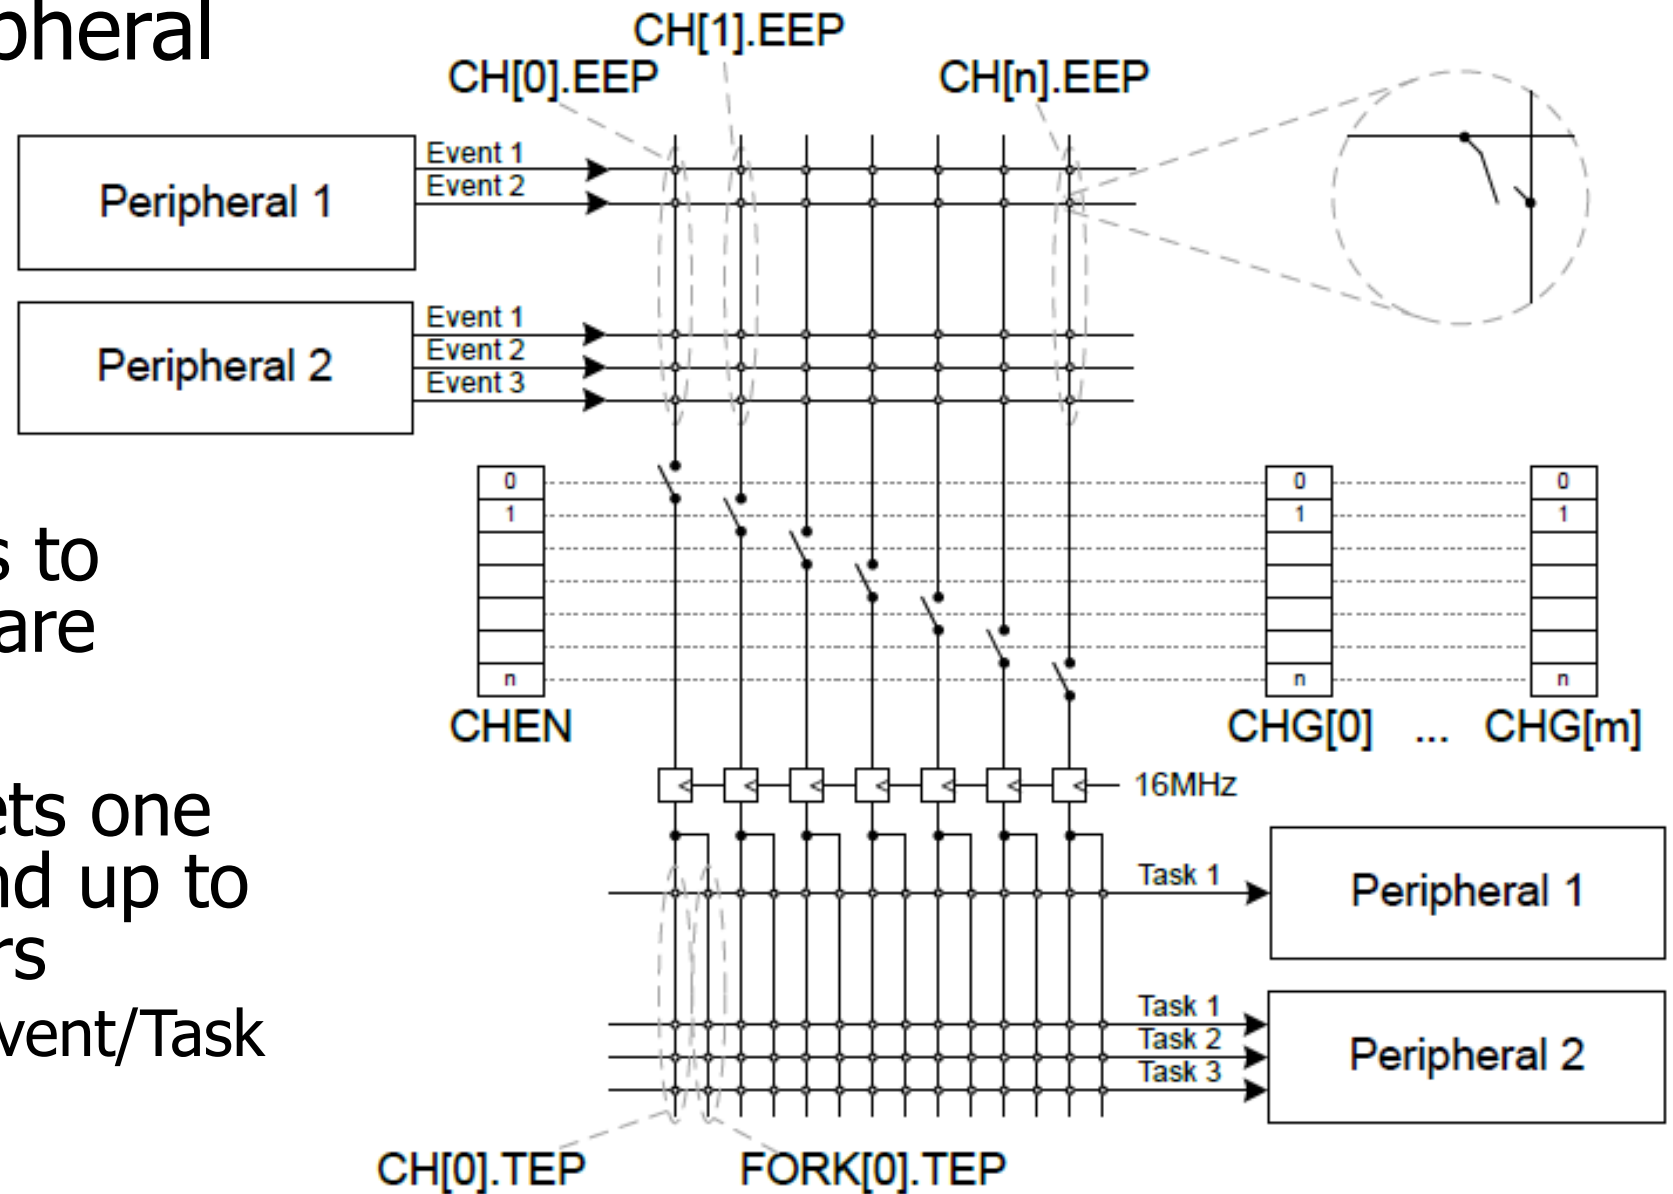 pheral
CH[1].EEP
CH[0].EEP
CH[n].EEP
Event 1
Event 2
Peripheral 1
Event 1
Event 2
Event 3
Peripheral 2
s to
are
0
1
n
CHEN
0
1
n
CHG[0]
...
0
1
n
CHG[m]
16MHz
ets one
nd up to
rs
vent/Task
Task 1
Peripheral 1
Task 1
Task 2
Task 3
Peripheral 2
CH[0].TEP
FORK[0].TEP